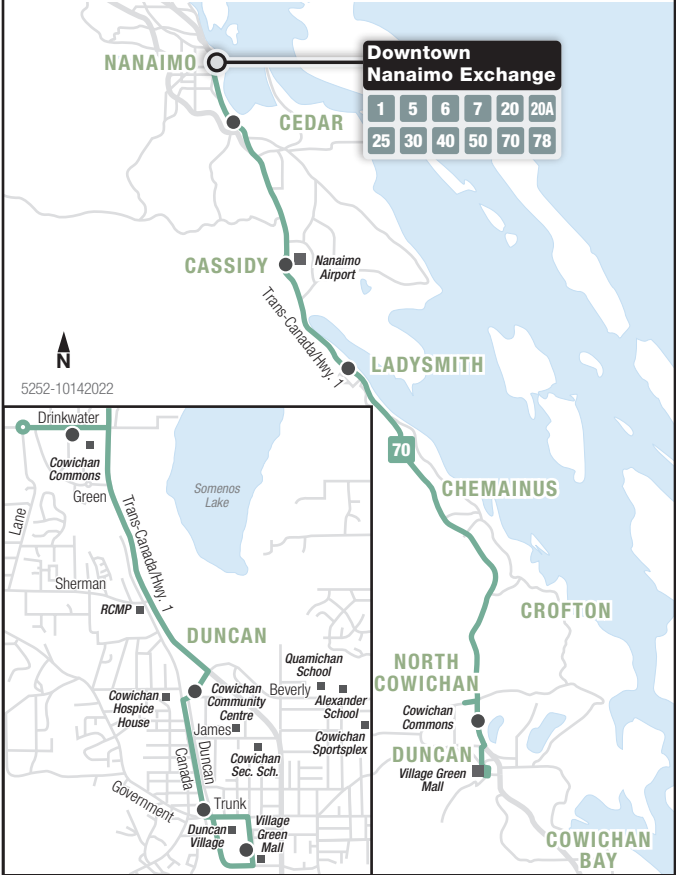 NANAIMO
Downtown
Nanaimo Exchange
1 5 6 7 20 20A
25 30 40 50 70 78
CEDAR
CASSIDY
Nanaimo
Airport
Trans-Canada/Hwy. 1
N
5252-10142022
LADYSMITH
70
CHEMAINUS
CROFTON
NORTH
COWICHAN
Cowichan
Commons
DUNCAN
Village Green
Mall
COWICHAN
BAY
Drinkwater
Cowichan
Commons
Green
Lane
Trans-Canada/Hwy. 1
Somenos
Lake
Sherman
RCMP
DUNCAN
Quamichan
School
Beverly
Alexander
School
Cowichan
Sportsplex
Cowichan
Hospice
House
Cowichan
Community
Centre
James
Cowichan
Sec. Sch.
Duncan
Canada
Government
Trunk
Duncan
Village
Village
Green
Mall